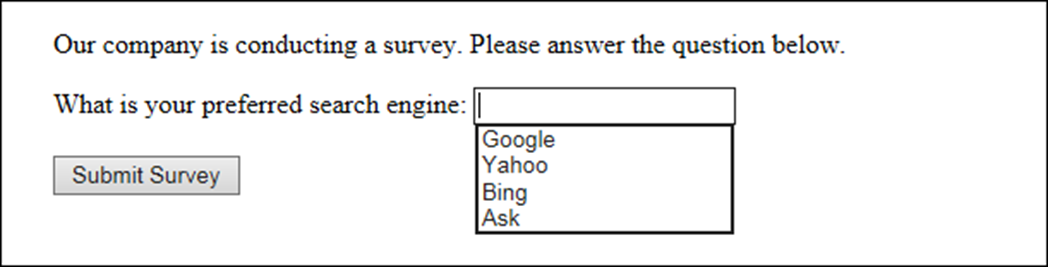 Our company is conducting a survey. Please answer the question below.
What is your preferred search engine:
Google
Yahoo
Bing
Ask
Submit Survey